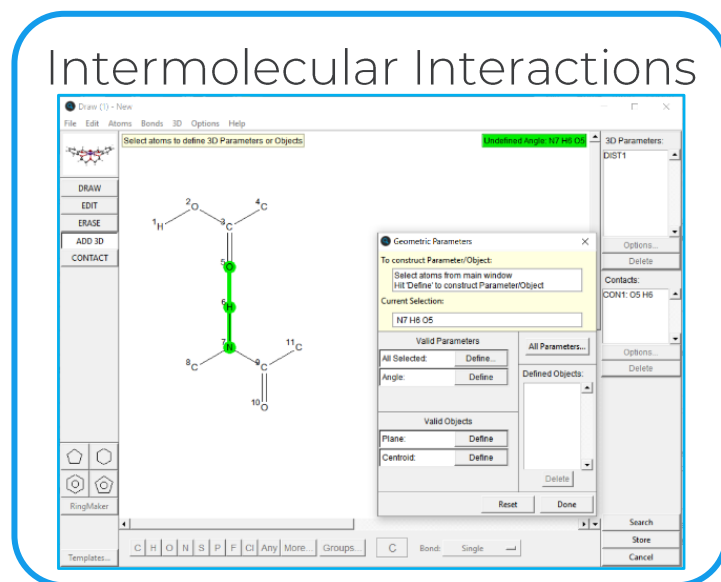 Intermolecular Interactions
Draw (1) - New
File Edit Atoms Bonds 3D Options Help
Select atoms to define 3D Parameters or Objects
Undefined Angle: N7 H6 O5
3D Parameters:
DIST1
DRAW
EDIT
ERASE
ADD 3D
CONTACT
Options...
Delete
Contacts:
CON1: O5 H6
Options...
Delete
1H
2O
3C
4C
5O
6H
7N
8C
9C
10O
11C
Geometric Parameters
To construct Parameter/Object:
Select atoms from main window
Hit 'Define' to construct Parameter/Object
Current Selection:
N7 H6 O5
Valid Parameters
All Selected: Define...
Angle: Define
All Parameters...
Defined Objects:
Valid Objects
Plane: Define
Centroid: Define
Delete
Reset Done
RingMaker
Templates...
C H O N S P F Cl Any More... Groups... C Bond: Single
Search
Store
Cancel